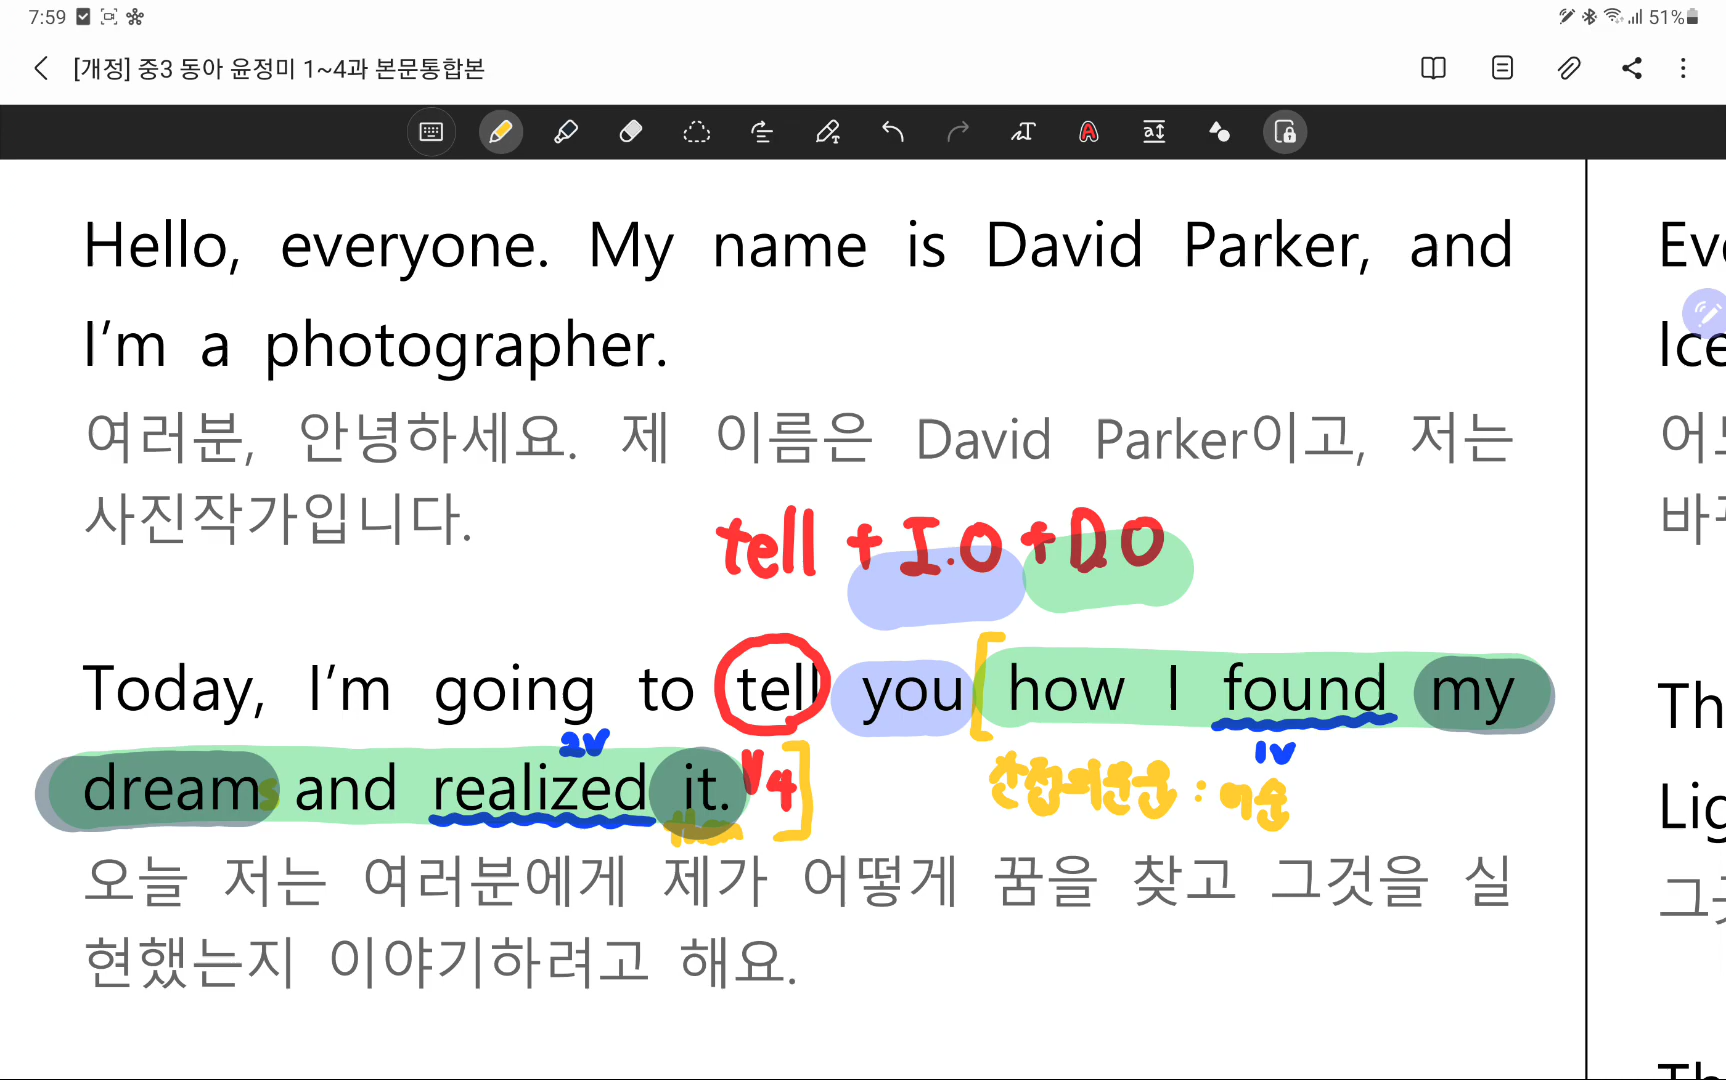 7:59
51%
[개정] 중3 동아 윤정미 1~4과 본문통합본
Hello, everyone. My name is David Parker, and
I'm a photographer.
여러분, 안녕하세요. 제 이름은 David Parker이고, 저는
사진작가입니다.
tell + I.O + D.O
Today, I'm going to tell you [how I found my
2V
1V
dreams and realized it. V4]
간접의문문 : 어순
them
오늘 저는 여러분에게 제가 어떻게 꿈을 찾고 그것을 실
현했는지 이야기하려고 해요.
Ice
Th